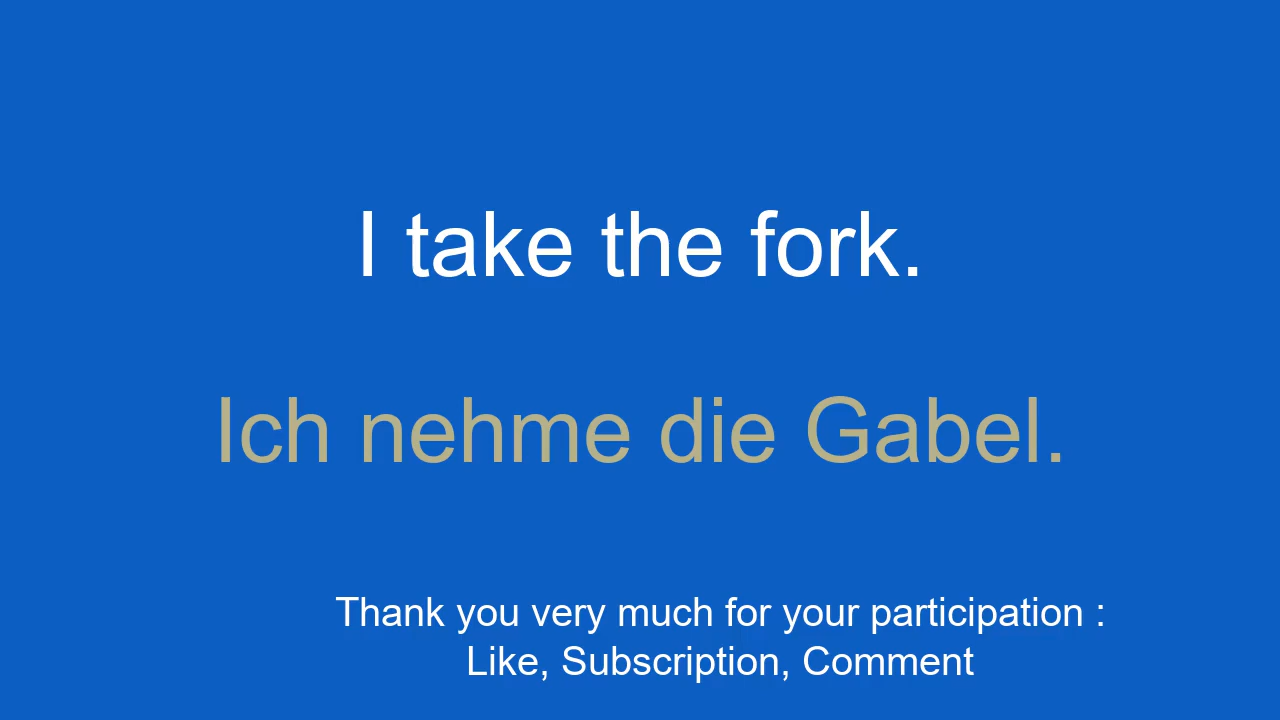 I take the fork.
Ich nehme die Gabel.
Thank you very much for your participation :
Like, Subscription, Comment